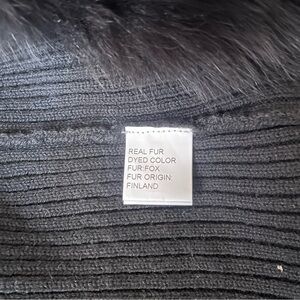 REAL FUR
DYED COLOR
FUR FOX
FUR ORIGIN:
FINLAND